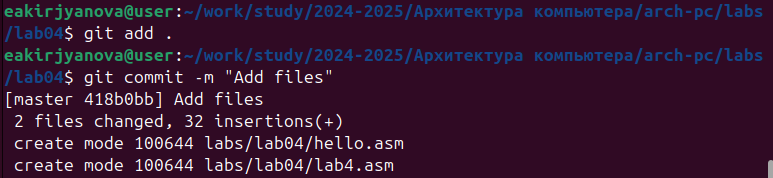 eakirjyanova@user:~/work/study/2024-2025/Архитектура компьютера/arch-pc/labs
/lab04$ git add .
eakirjyanova@user:~/work/study/2024-2025/Архитектура компьютера/arch-pc/labs
/lab04$ git commit -m "Add files"
[master 418b0bb] Add files
 2 files changed, 32 insertions(+)
 create mode 100644 labs/lab04/hello.asm
 create mode 100644 labs/lab04/lab4.asm